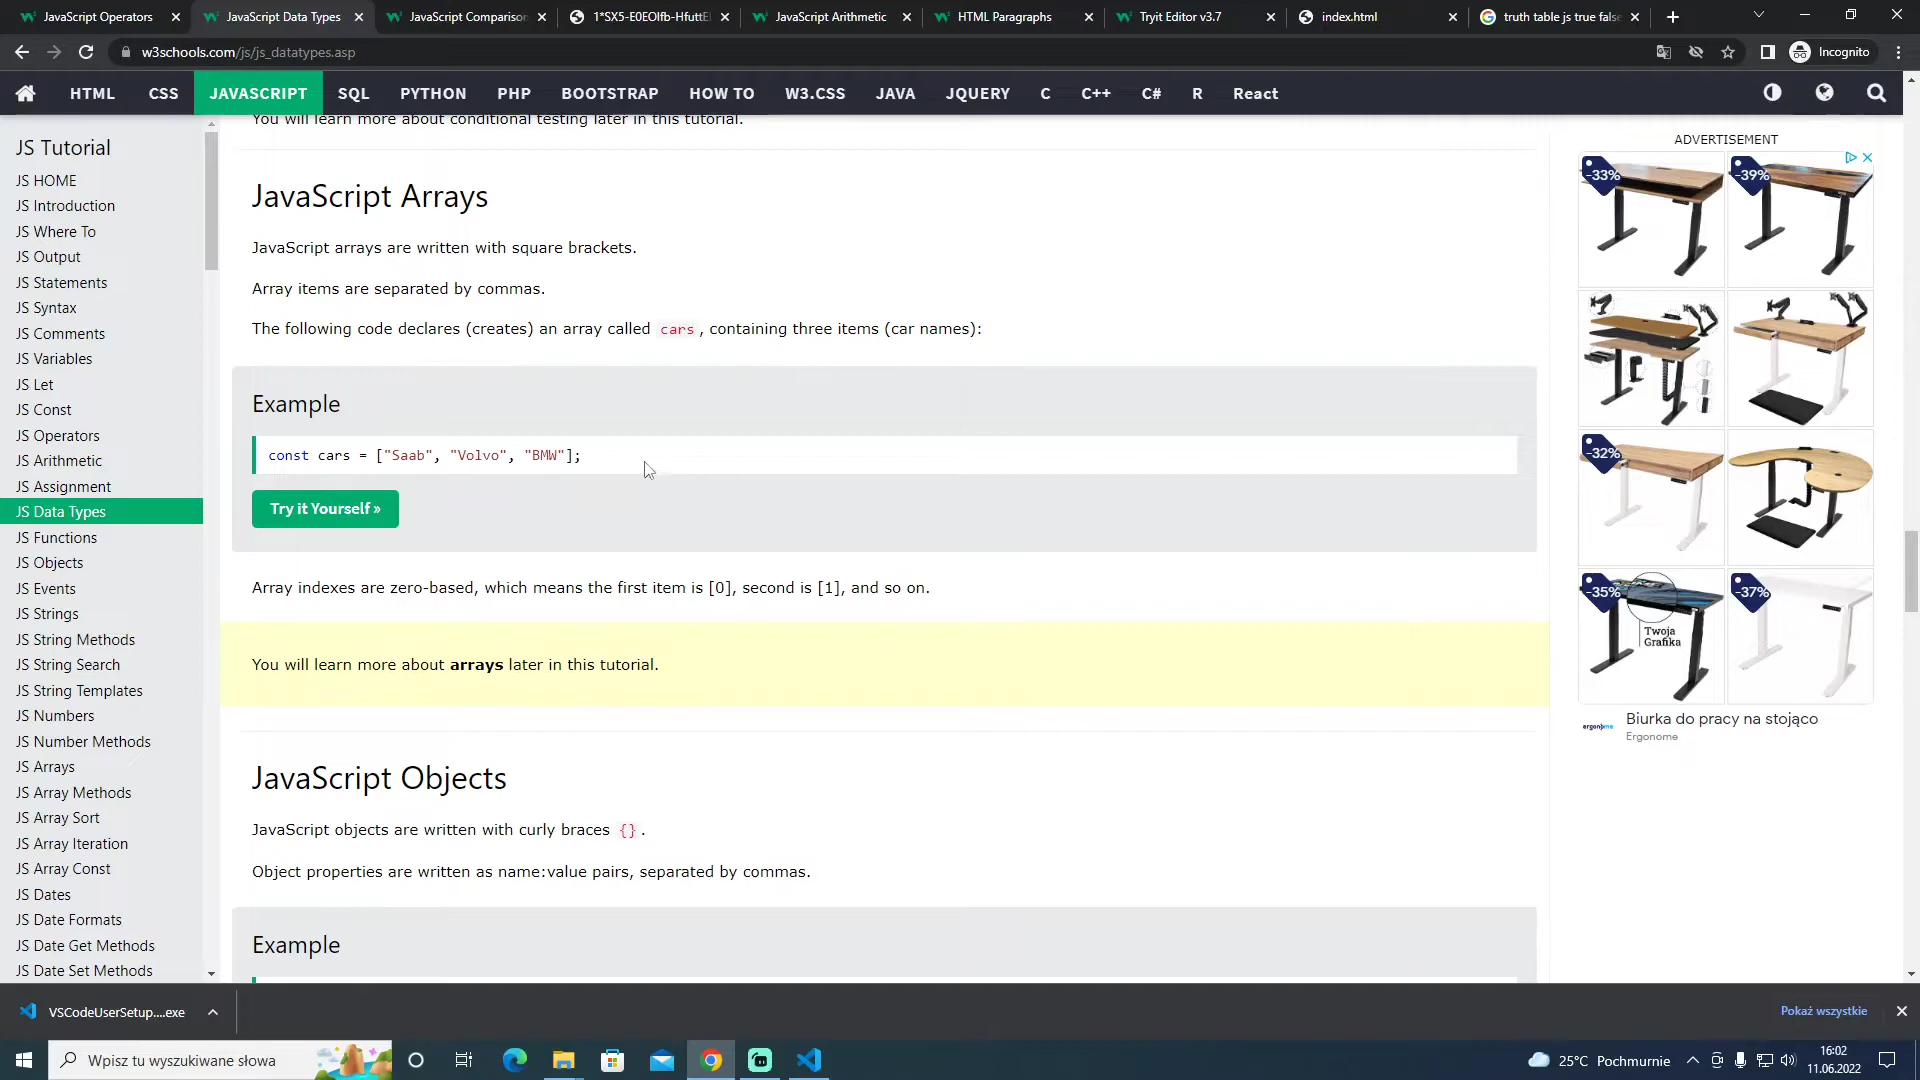 JavaScript Operators
JavaScript Data Types
JavaScript Comparison
1*SX5-E0EOIfb-HfuttE
JavaScript Arithmetic
HTML Paragraphs
Tryit Editor v3.7
index.html
truth table js true false
w3schools.com/js/js_datatypes.asp
Incognito
HTML
CSS
JAVASCRIPT
SQL
PYTHON
PHP
BOOTSTRAP
HOW TO
W3.CSS
JAVA
JQUERY
C
C++
C#
R
React
JS Tutorial
JS HOME
JS Introduction
JS Where To
JS Output
JS Statements
JS Syntax
JS Comments
JS Variables
JS Let
JS Const
JS Operators
JS Arithmetic
JS Assignment
JS Data Types
JS Functions
JS Objects
JS Events
JS Strings
JS String Methods
JS String Search
JS String Templates
JS Numbers
JS Number Methods
JS Arrays
JS Array Methods
JS Array Sort
JS Array Iteration
JS Array Const
JS Dates
JS Date Formats
JS Date Get Methods
JS Date Set Methods
You will learn more about conditional testing later in this tutorial.
JavaScript Arrays
JavaScript arrays are written with square brackets.
Array items are separated by commas.
The following code declares (creates) an array called cars, containing three items (car names):
Example
const cars = ["Saab", "Volvo", "BMW"];
Try it Yourself »
Array indexes are zero-based, which means the first item is [0], second is [1], and so on.
You will learn more about arrays later in this tutorial.
JavaScript Objects
JavaScript objects are written with curly braces {}.
Object properties are written as name:value pairs, separated by commas.
Example
ADVERTISEMENT
-33%
-39%
-32%
-35%
Twoja
Grafika
-37%
ergonome
Biurka do pracy na stojąco
Ergonome
VSCodeUserSetup....exe
Pokaż wszystkie
Wpisz tu wyszukiwane słowa
25°C Pochmurnie
16:02
11.06.2022